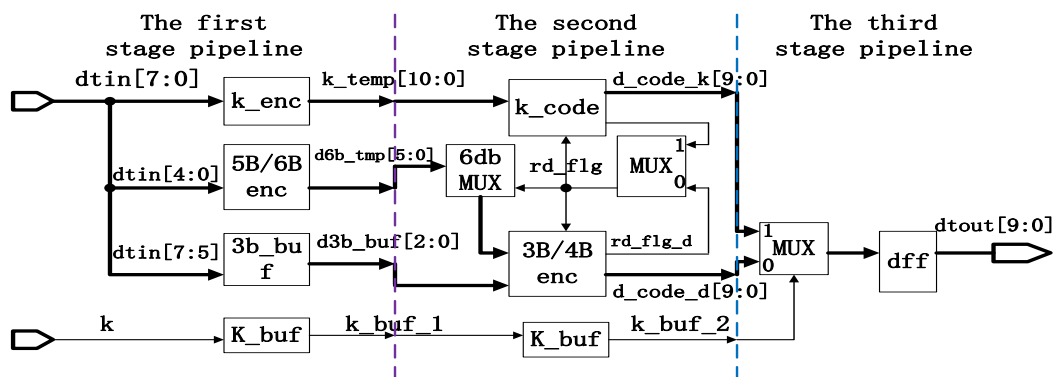 The first
stage pipeline
The second
stage pipeline
The third
stage pipeline
dtin[7:0]
k_enc
k_temp[10:0]
k_code
d_code_k[9:0]
dtin[4:0]
5B/6B
enc
d6b_tmp[5:0]
6db
MUX
rd_flg
MUX
1
0
dtin[7:5]
3b_bu
f
d3b_buf[2:0]
3B/4B
enc
rd_flg_d
d_code_d[9:0]
1
0
MUX
dff
dtout[9:0]
k
K_buf
k_buf_1
K_buf
k_buf_2